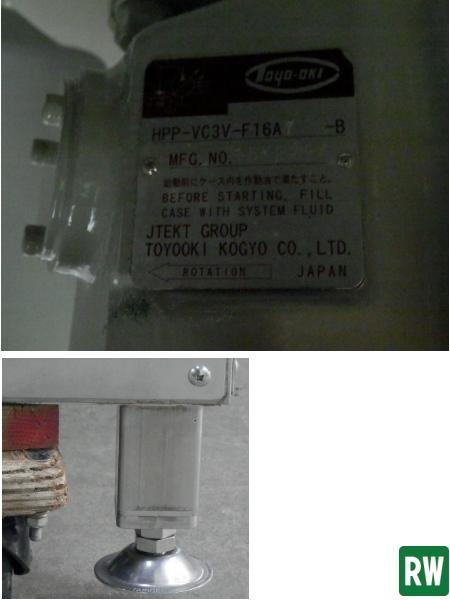 TOYO-OKI
HPP-VC3V-F16A -B
MFG. NO.
始動前にケース内を作動油で満たすこと。
BEFORE STARTING, FILL
CASE WITH SYSTEM FLUID
JTEKT GROUP
TOYOOKI KOGYO CO., LTD.
ROTATION JAPAN
RW